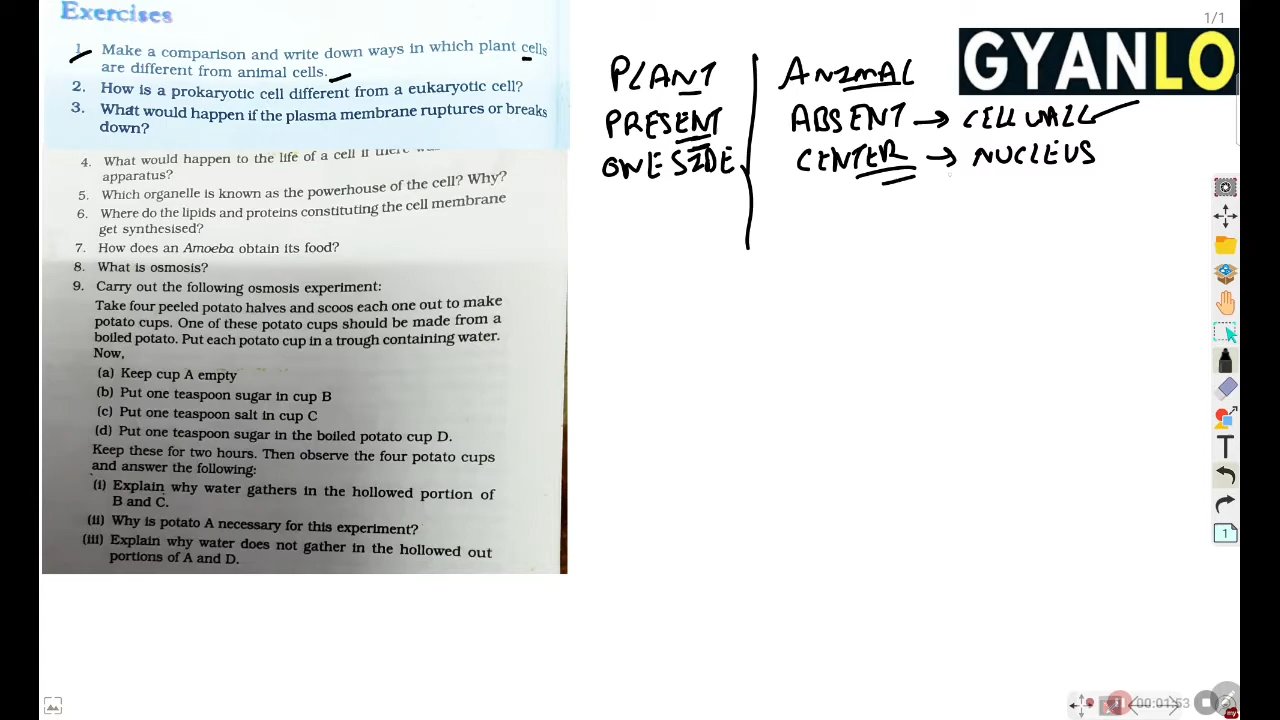 Exercises
1. Make a comparison and write down ways in which plant cells
are different from animal cells.
2. How is a prokaryotic cell different from a eukaryotic cell?
3. What would happen if the plasma membrane ruptures or breaks
down?
4. What would happen to the life of a cell if there
apparatus?
5. Which organelle is known as the powerhouse of the cell? Why?
6. Where do the lipids and proteins constituting the cell membrane
get synthesised?
7. How does an Amoeba obtain its food?
8. What is osmosis?
9. Carry out the following osmosis experiment:
Take four peeled potato halves and scoos each one out to make
potato cups. One of these potato cups should be made from a
boiled potato. Put each potato cup in a trough containing water.
Now,
(a) Keep cup A empty
(b) Put one teaspoon sugar in cup B
(c) Put one teaspoon salt in cup C
(d) Put one teaspoon sugar in the boiled potato cup D.
Keep these for two hours. Then observe the four potato cups
and answer the following:
(i) Explain why water gathers in the hollowed portion of
B and C.
(ii) Why is potato A necessary for this experiment?
(iii) Explain why water does not gather in the hollowed out
portions of A and D.
PLANT ANIMAL
PRESENT ABSENT → CELL WALL
ONE SIDE CENTER → NUCLEUS
1/1
GYANLO
T
1
00:01:53